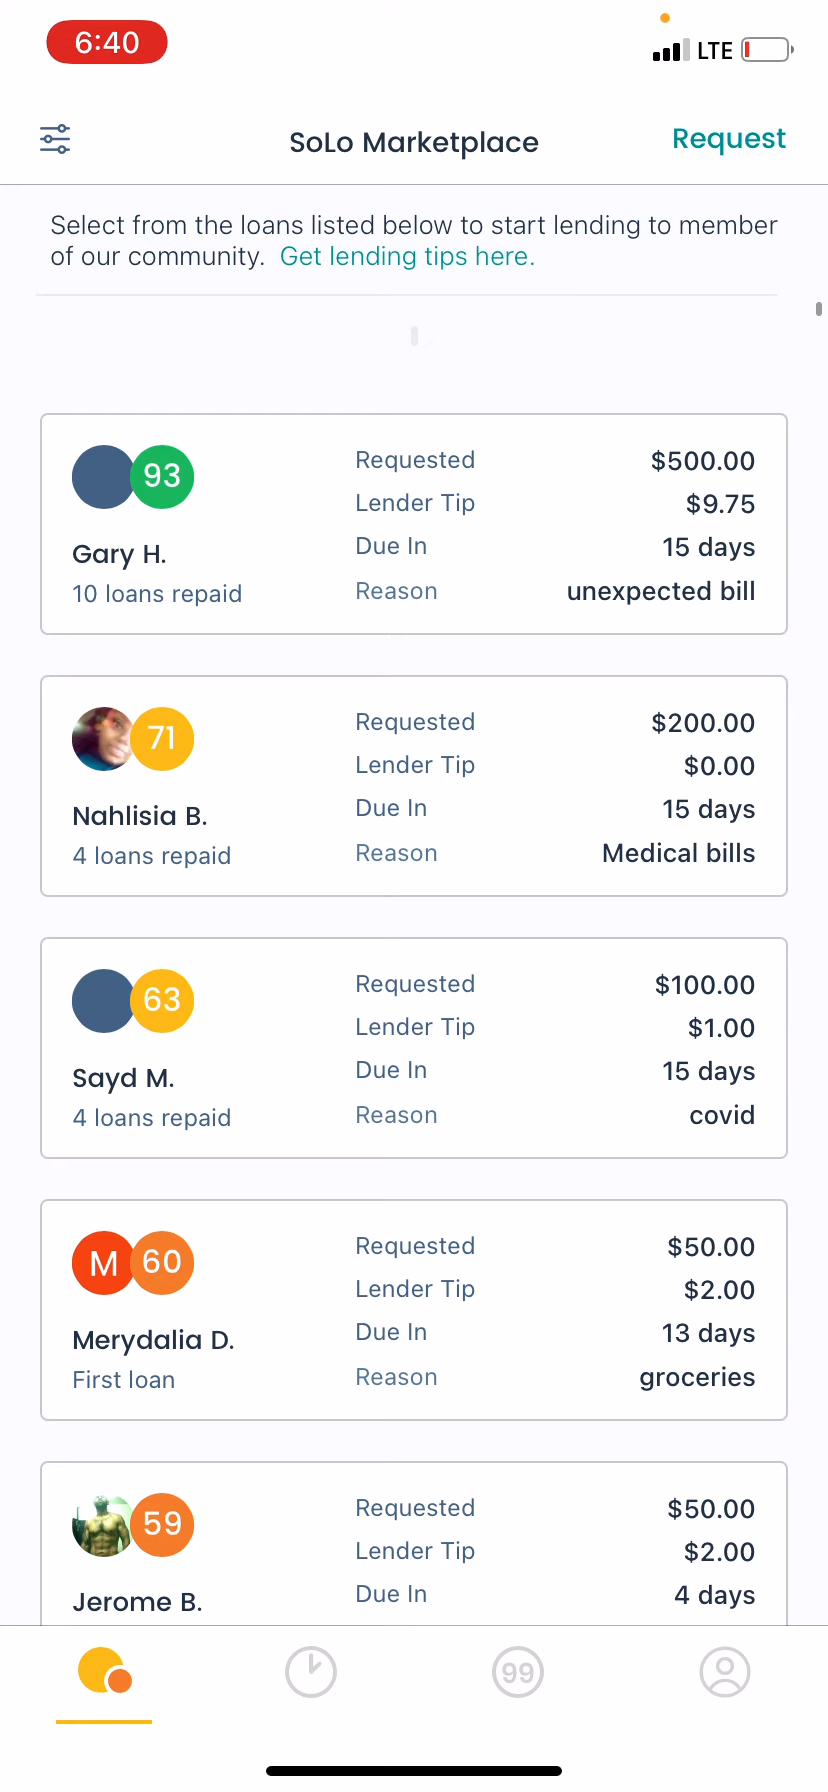 6:40
LTE
SoLo Marketplace
Request
Select from the loans listed below to start lending to member
of our community. Get lending tips here.
93
Gary H.
10 loans repaid
Requested $500.00
Lender Tip $9.75
Due In 15 days
Reason unexpected bill
71
Nahlisia B.
4 loans repaid
Requested $200.00
Lender Tip $0.00
Due In 15 days
Reason Medical bills
63
Sayd M.
4 loans repaid
Requested $100.00
Lender Tip $1.00
Due In 15 days
Reason covid
M 60
Merydalia D.
First loan
Requested $50.00
Lender Tip $2.00
Due In 13 days
Reason groceries
59
Jerome B.
Requested $50.00
Lender Tip $2.00
Due In 4 days
99